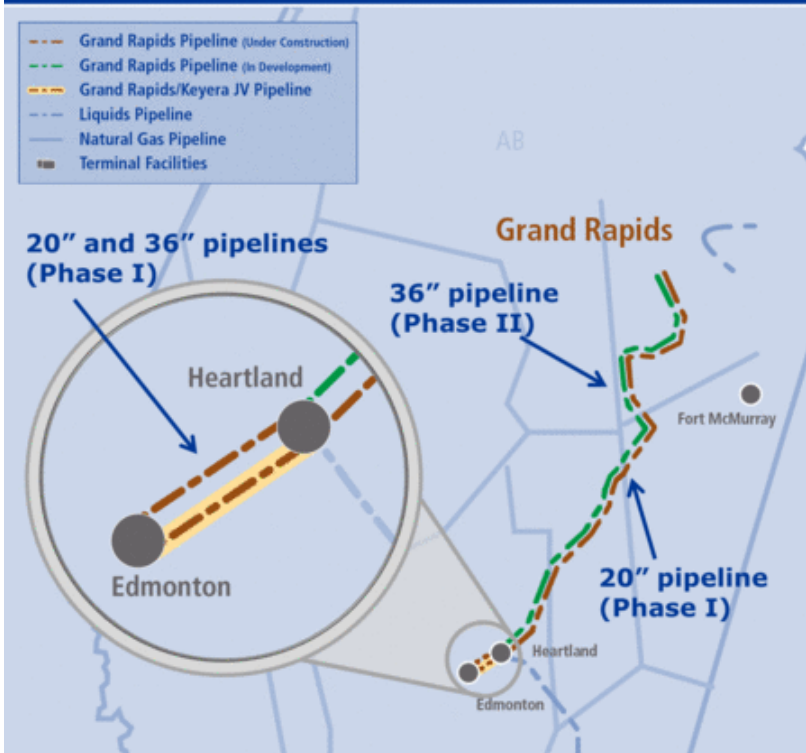 Grand Rapids Pipeline (Under Construction)
Grand Rapids Pipeline (In Development)
Grand Rapids/Keyera JV Pipeline
Liquids Pipeline
Natural Gas Pipeline
Terminal Facilities
AB
20” and 36” pipelines
(Phase I)
Grand Rapids
36” pipeline
(Phase II)
Heartland
Fort McMurray
Edmonton
20” pipeline
(Phase I)
Heartland
Edmonton